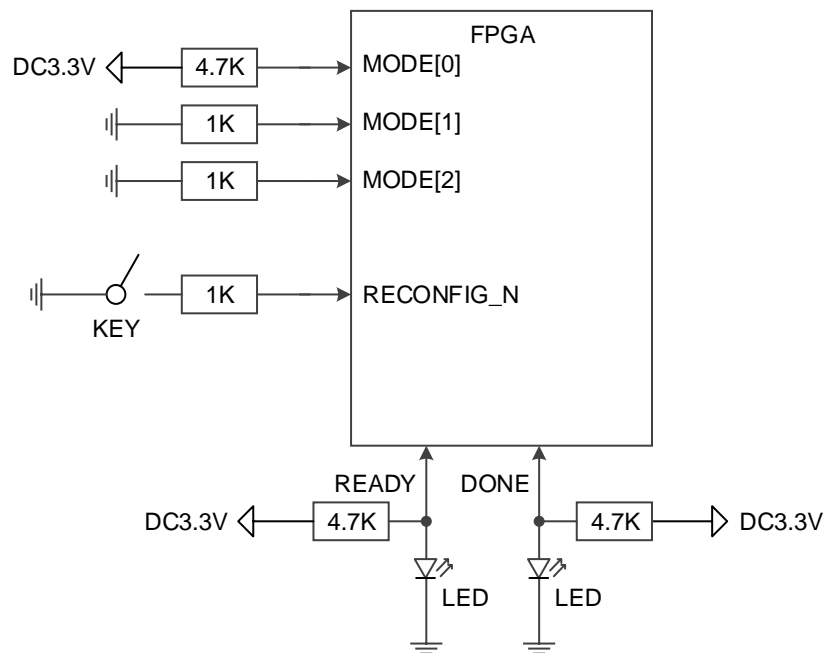 FPGA
DC3.3V 4.7K MODE[0]
1K MODE[1]
1K MODE[2]
1K RECONFIG_N
KEY
READY DONE
DC3.3V 4.7K 4.7K DC3.3V
LED LED